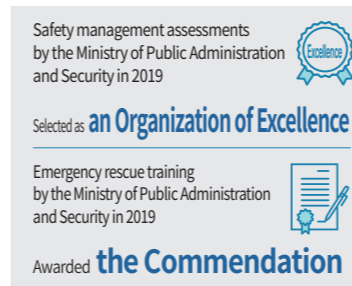 Safety management assessments
by the Ministry of Public Administration
and Security in 2019
Excellence
Selected as an Organization of Excellence
Emergency rescue training
by the Ministry of Public Administration
and Security in 2019
Awarded the Commendation